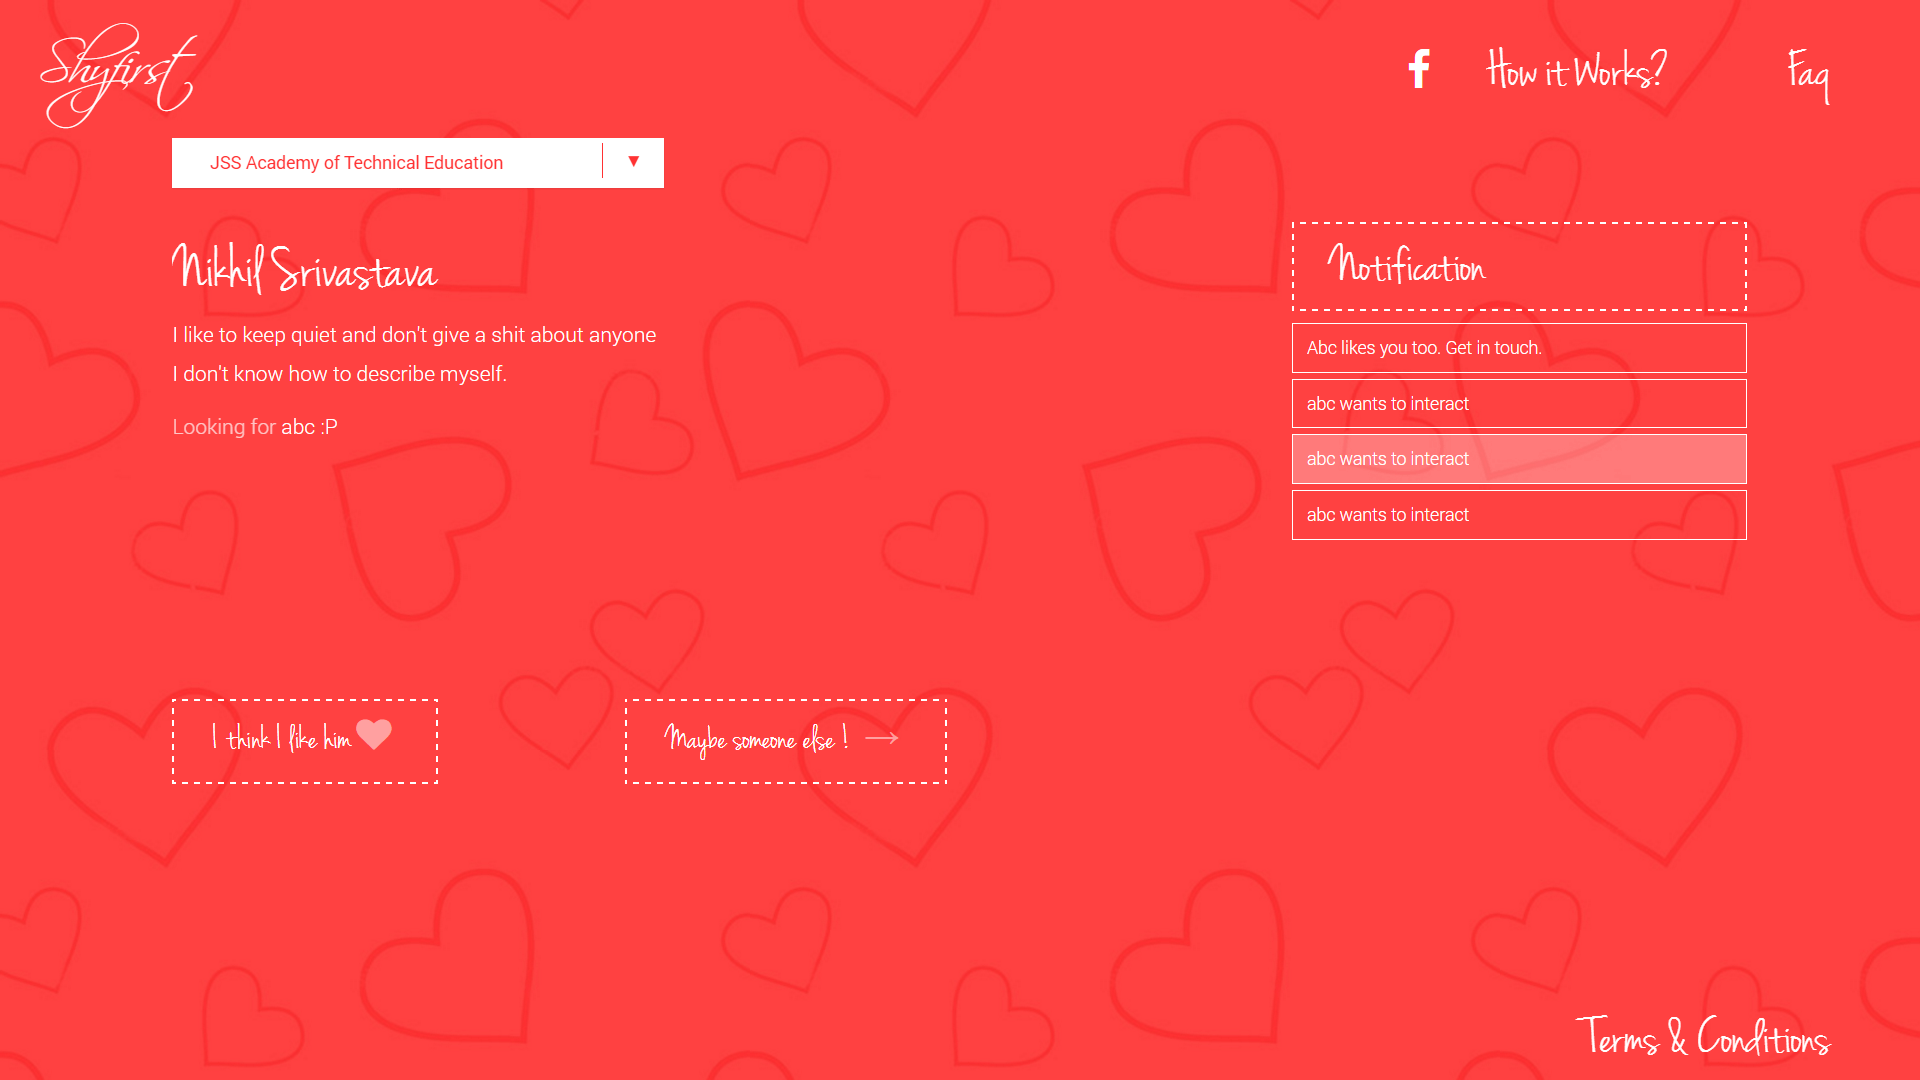 Shyfirst
How it Works?
Faq
JSS Academy of Technical Education
Nikhil Srivastava
I like to keep quiet and don't give a shit about anyone
I don't know how to describe myself.
Looking for abc :P
Notification
Abc likes you too. Get in touch.
abc wants to interact
abc wants to interact
abc wants to interact
I think I like him
Maybe someone else !
Terms & Conditions